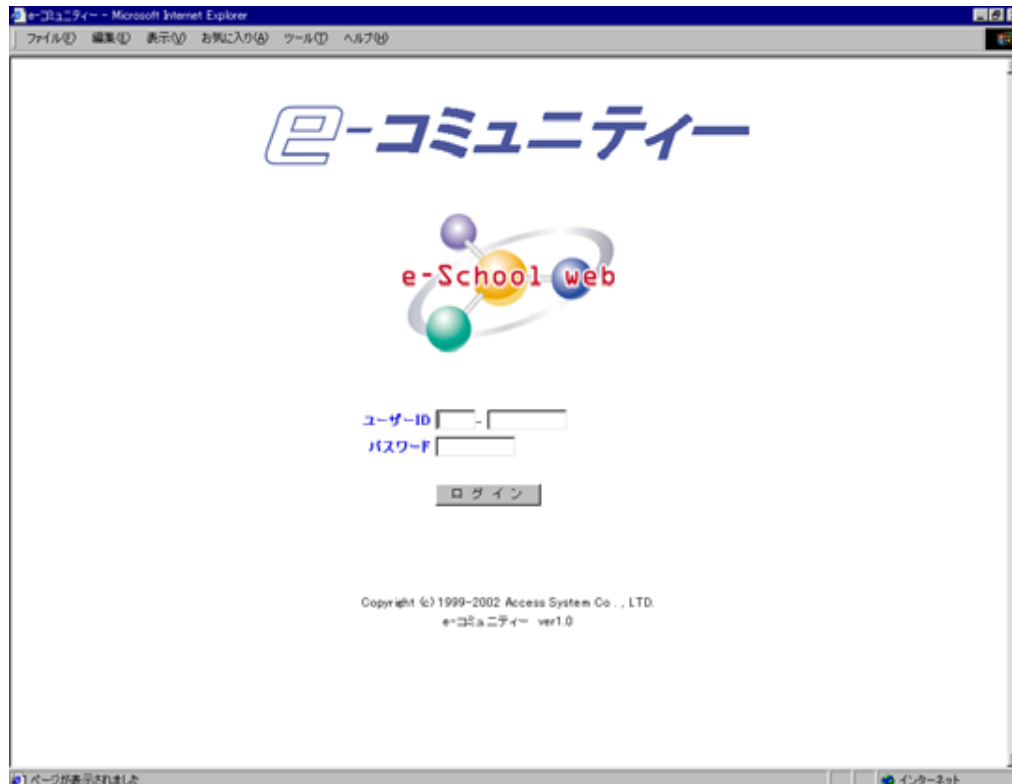 e-コミュニティー - Microsoft Internet Explorer
ファイル(F) 編集(E) 表示(V) お気に入り(A) ツール(T) ヘルプ(H)
e-コミュニティー
e-School web
ユーザーID -
パスワード
ログイン
Copyright (c) 1999-2002 Access System Co., LTD.
e-コミュニティー ver1.0
ページが表示されました インターネット